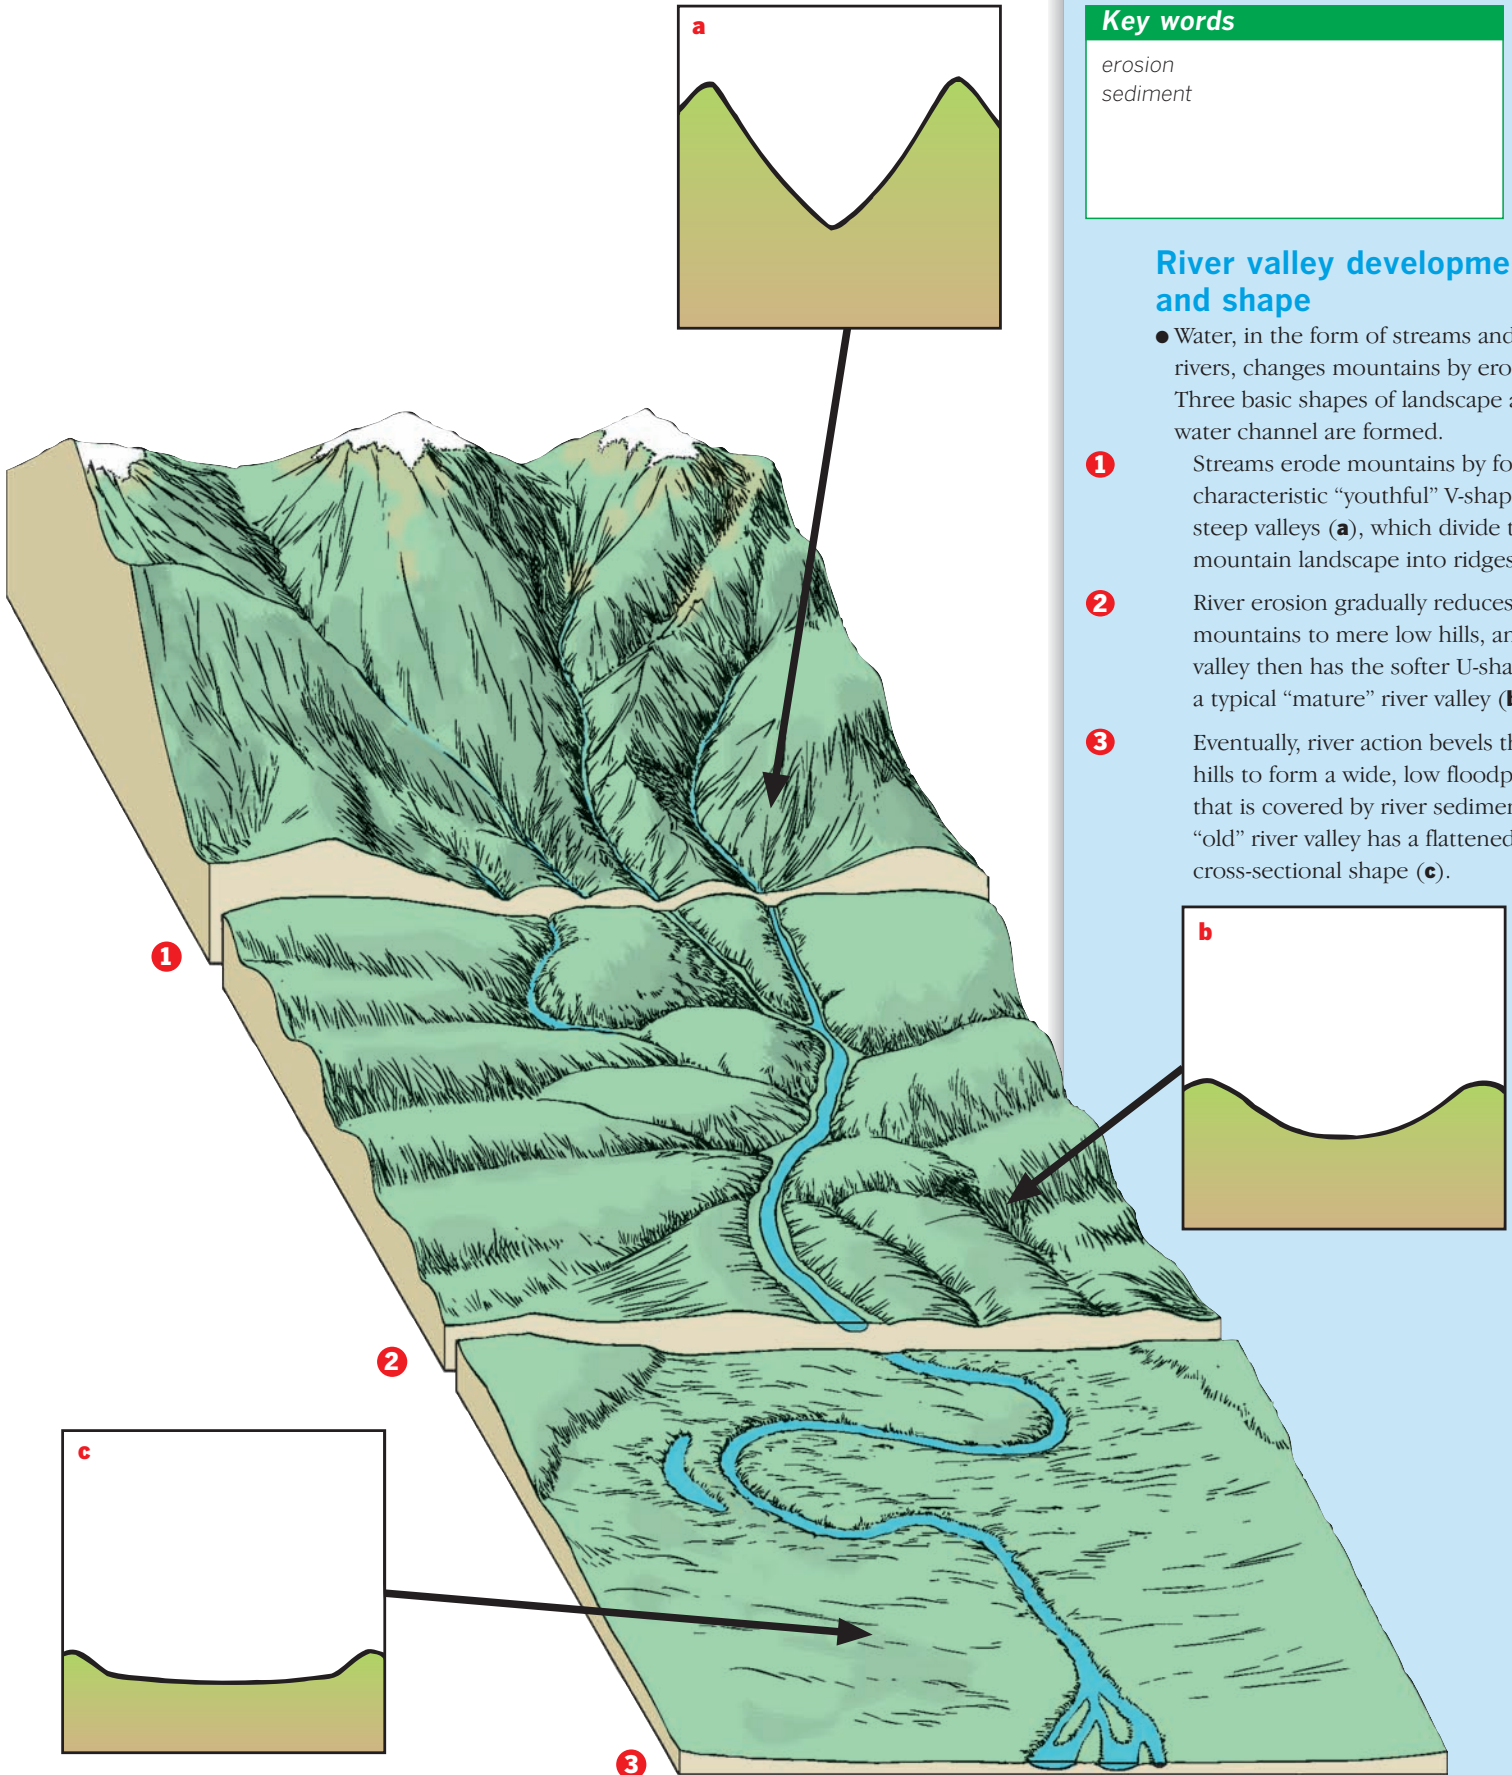 a
Key words
erosion
sediment
River valley developme
and shape
● Water, in the form of streams and
rivers, changes mountains by ero
Three basic shapes of landscape a
water channel are formed.
1 Streams erode mountains by fo
characteristic “youthful” V-shap
steep valleys (a), which divide t
mountain landscape into ridges
2 River erosion gradually reduces
mountains to mere low hills, an
valley then has the softer U-sha
a typical “mature” river valley (b
3 Eventually, river action bevels th
hills to form a wide, low floodp
that is covered by river sedimen
“old” river valley has a flattened
cross-sectional shape (c).
b
1
2
c
3